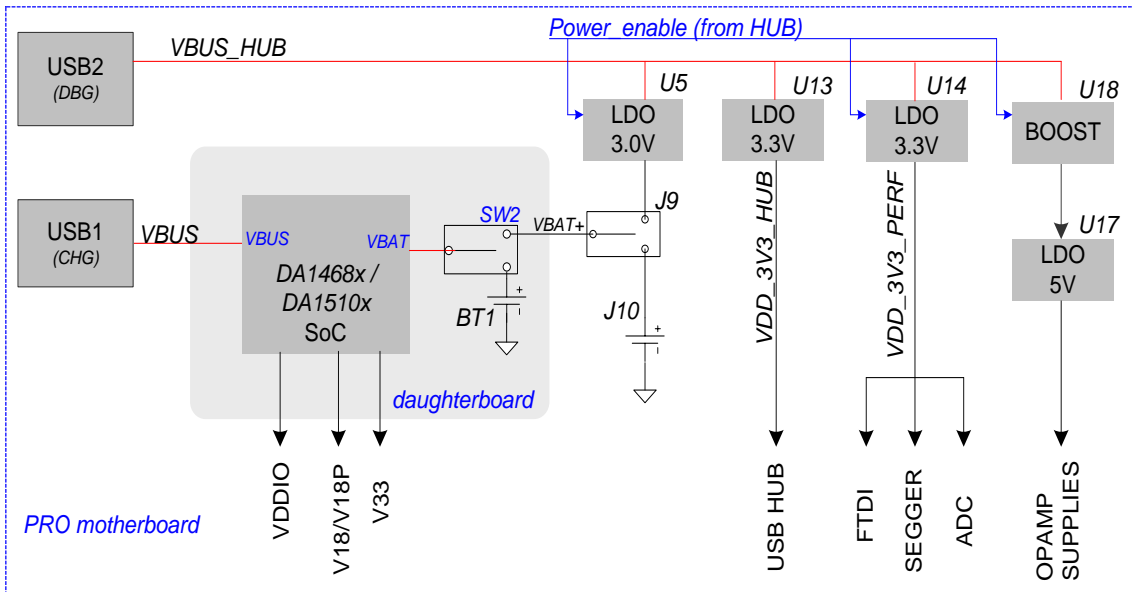 Power_enable (from HUB)
VBUS_HUB
USB2
(DBG)
U5
U13
U14
U18
LDO
3.0V
LDO
3.3V
LDO
3.3V
BOOST
USB1
(CHG)
VBUS
VBUS
VBAT
SW2
VBAT+
J9
DA1468x /
DA1510x
SoC
BT1
+
-
J10
+
-
VDD_3V3_HUB
VDD_3V3_PERF
U17
LDO
5V
daughterboard
PRO motherboard
VDDIO
V18/V18P
V33
USB HUB
FTDI
SEGGER
ADC
OPAMP
SUPPLIES